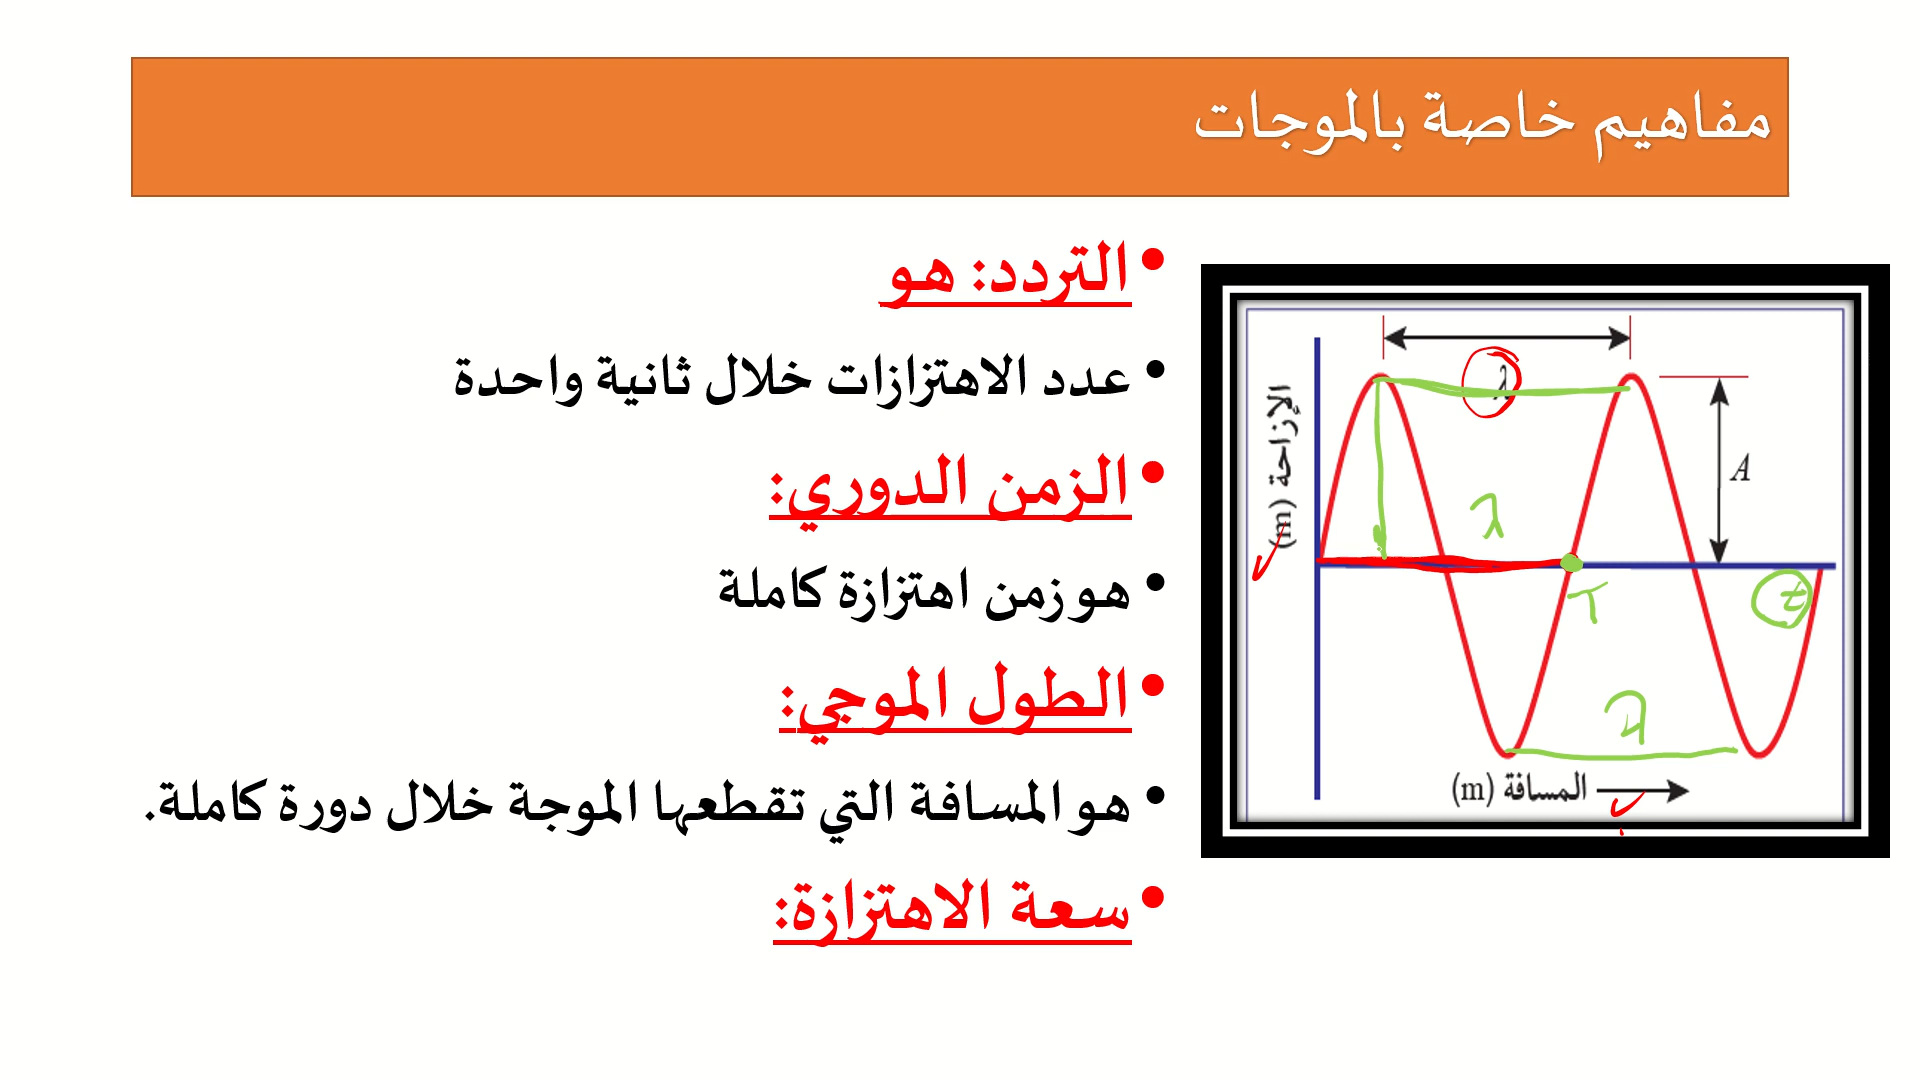 مفاهيم خاصة بالموجات
•التردد: هو
•عدد الاهتزازات خلال ثانية واحدة
•الزمن الدوري:
•هو زمن اهتزازة كاملة
•الطول الموجي:
•هو المسافة التي تقطعها الموجة خلال دورة كاملة.
•سعة الاهتزازة:
λ
الإزاحة (m)
A
λ
T
t
λ
المسافة (m)